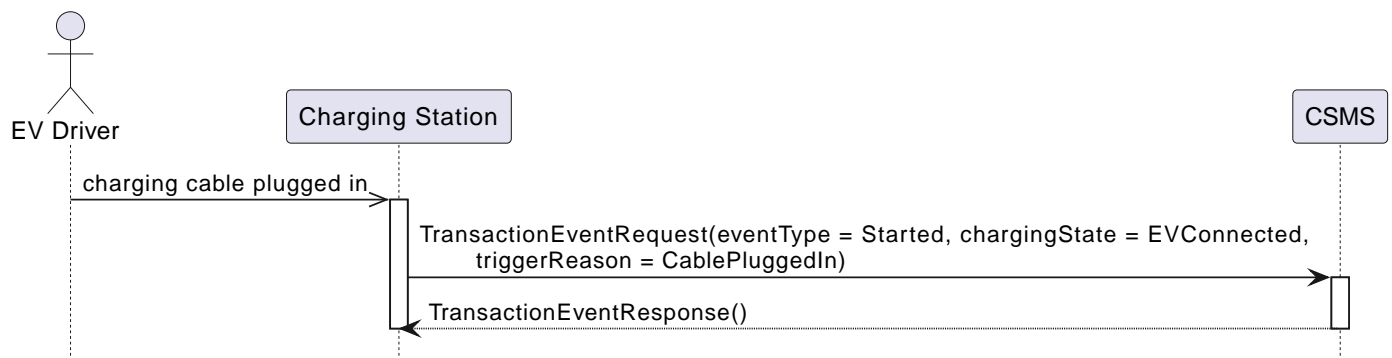 EV Driver
Charging Station
CSMS
charging cable plugged in
TransactionEventRequest(eventType = Started, chargingState = EVConnected,
triggerReason = CablePluggedIn)
TransactionEventResponse()